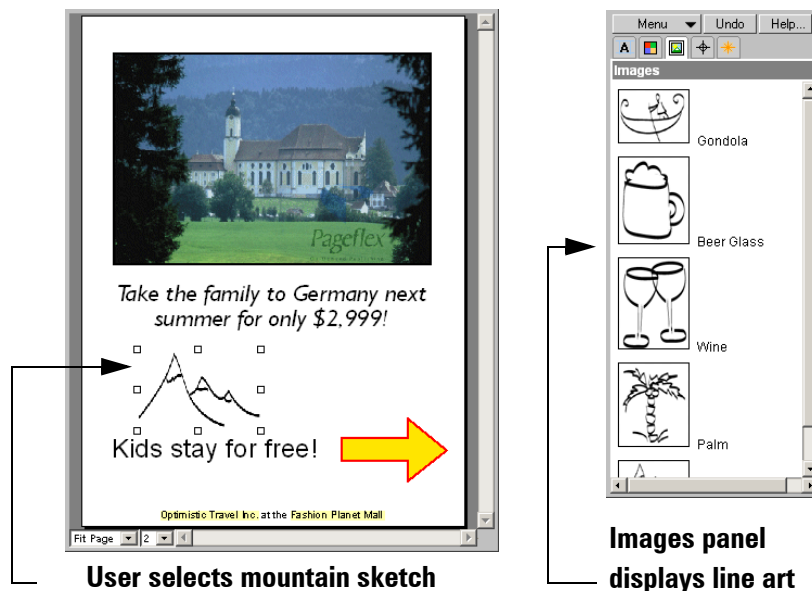 Pageflex
Take the family to Germany next
summer for only $2,999!
Kids stay for free!
Optimistic Travel Inc. at the Fashion Planet Mall
Fit Page
2
User selects mountain sketch
Menu
Undo
Help...
A
Images
Gondola
Beer Glass
Wine
Palm
Images panel
displays line art